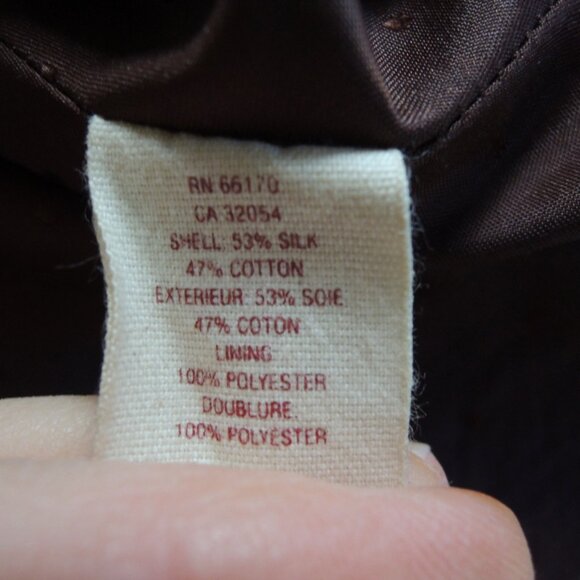 RN 66170
CA 32054
SHELL: 53% SILK
47% COTTON
EXTERIEUR: 53% SOIE
47% COTON
LINING
100% POLYESTER
DOUBLURE.
100% POLYESTER